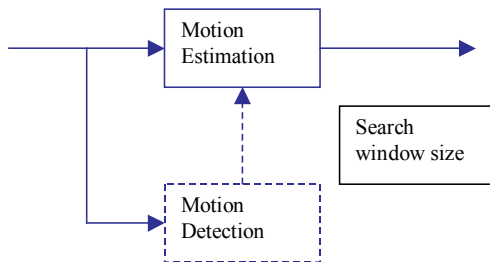 Motion
Estimation
Search
window size
Motion
Detection